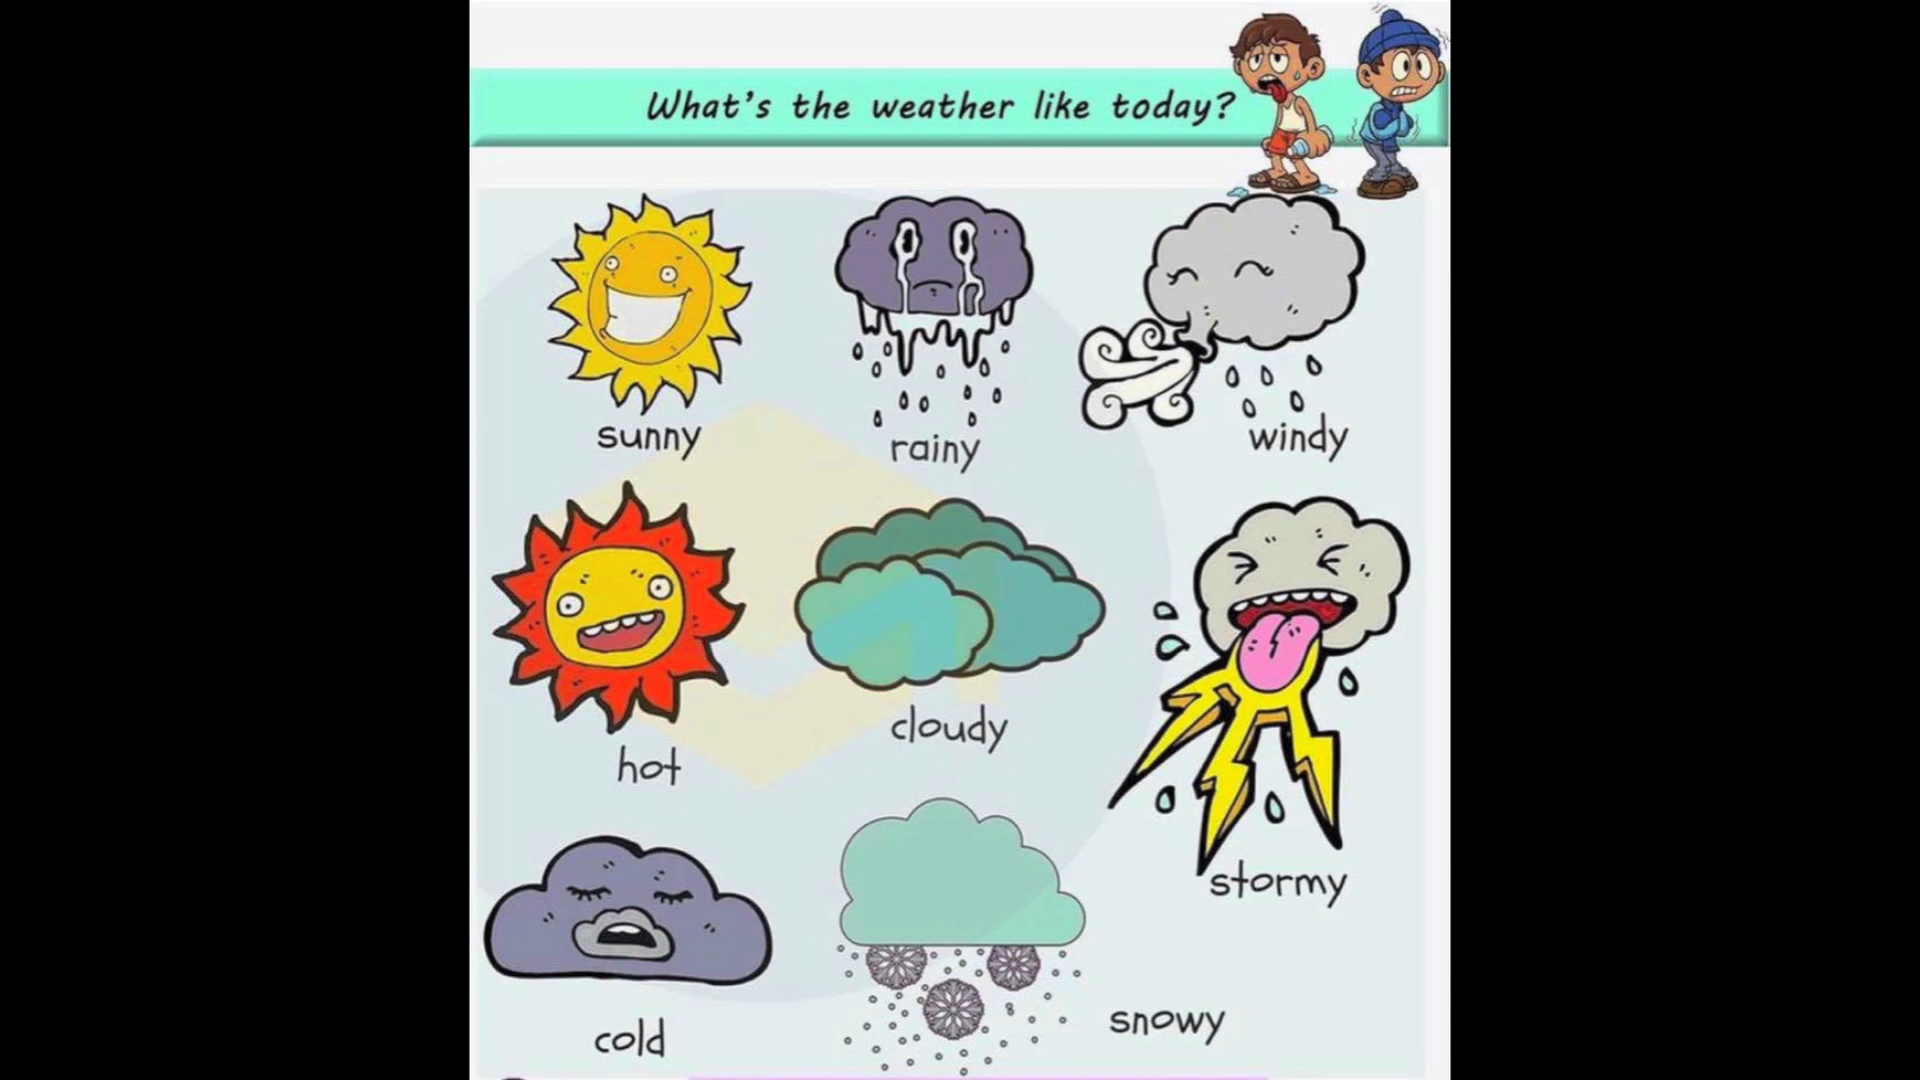 What's the weather like today?
sunny
rainy
windy
hot
cloudy
stormy
cold
snowy